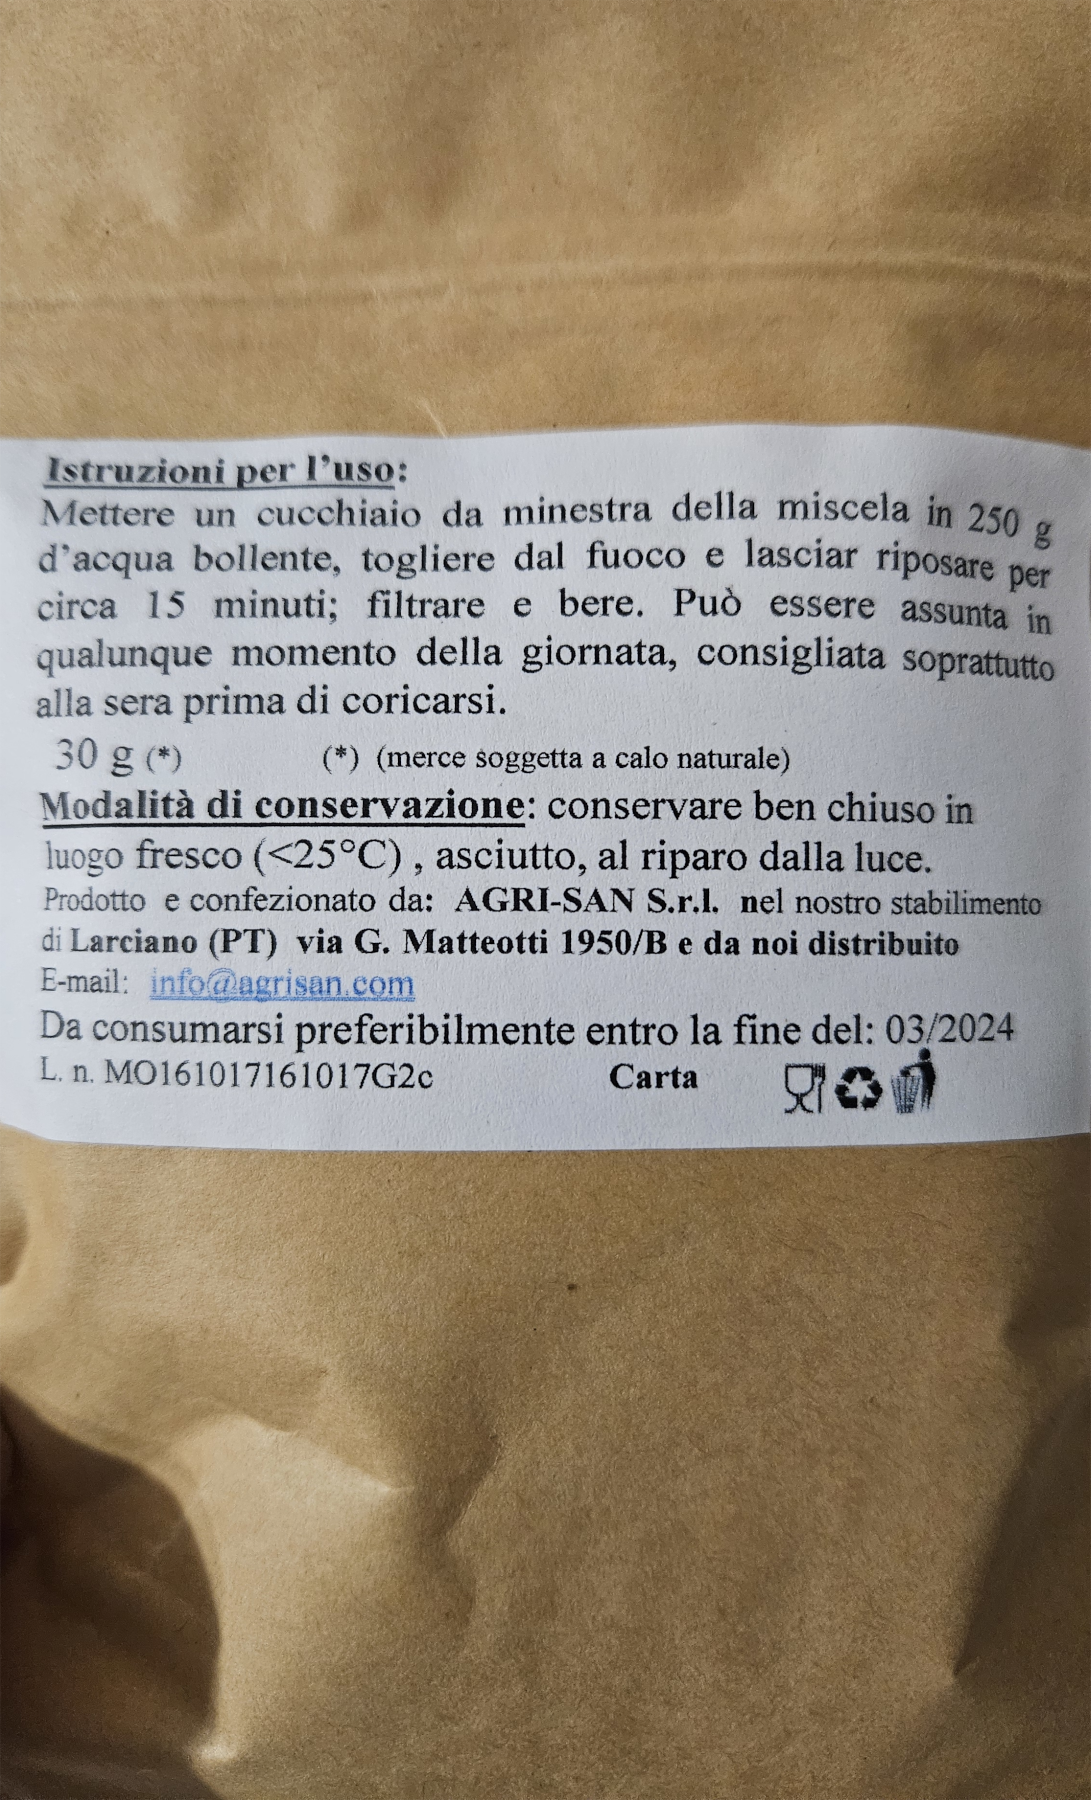 Istruzioni per l'uso:
Mettere un cucchiaio da minestra della miscela in 250 g
d'acqua bollente, togliere dal fuoco e lasciar riposare per
circa 15 minuti; filtrare e bere. Può essere assunta in
qualunque momento della giornata, consigliata soprattutto
alla sera prima di coricarsi.
30 g (*) (*) (merce soggetta a calo naturale)
Modalità di conservazione: conservare ben chiuso in
luogo fresco (<25°C) , asciutto, al riparo dalla luce.
Prodotto e confezionato da: AGRI-SAN S.r.l. nel nostro stabilimento
di Larciano (PT) via G. Matteotti 1950/B e da noi distribuito
E-mail: info@agrisan.com
Da consumarsi preferibilmente entro la fine del: 03/2024
L. n. MO161017161017G2c Carta